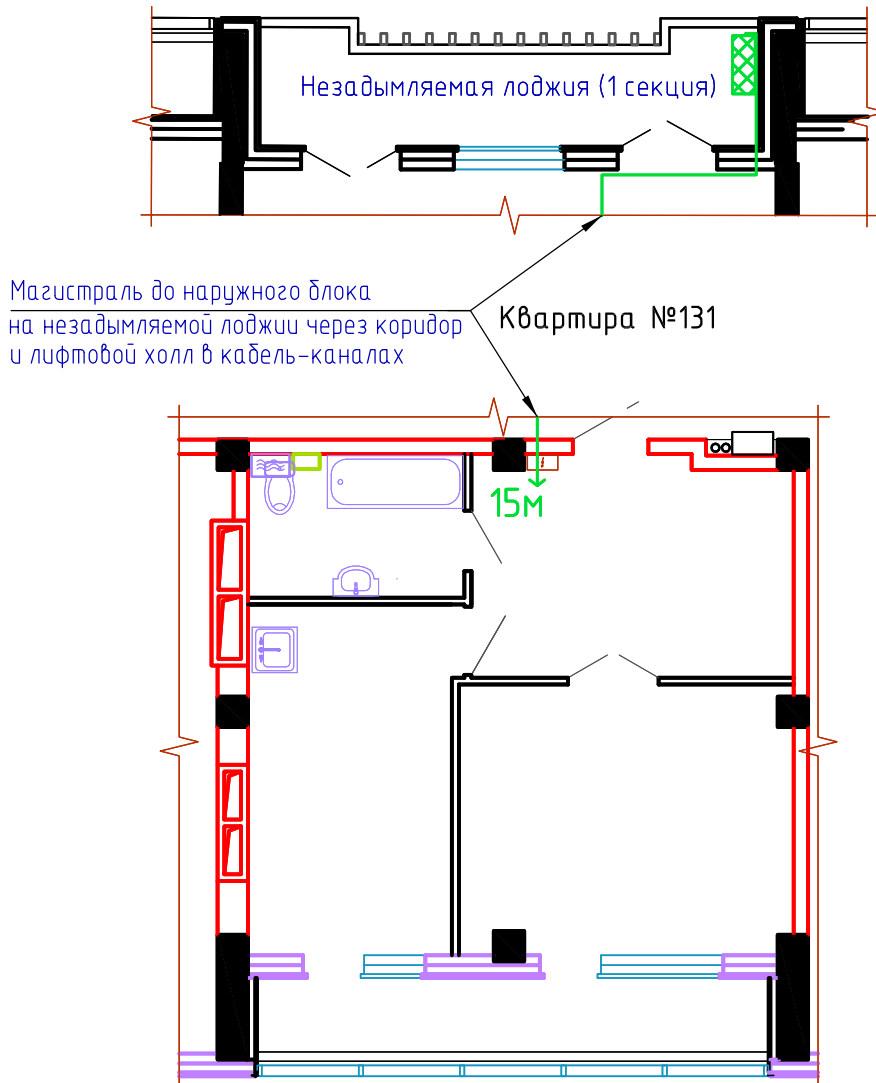 Незадымляемая лоджия (1 секция)
Магистраль до наружного блока
на незадымляемой лоджии через коридор
и лифтовой холл в кабель-каналах
Квартира №131
15м